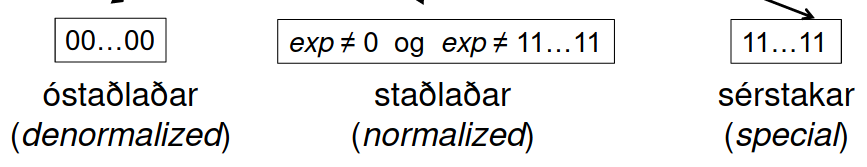 00…00
exp ≠ 0 og exp ≠ 11…11
11…11
óstaðlaðar
(denormalized)
staðlaðar
(normalized)
sérstakar
(special)